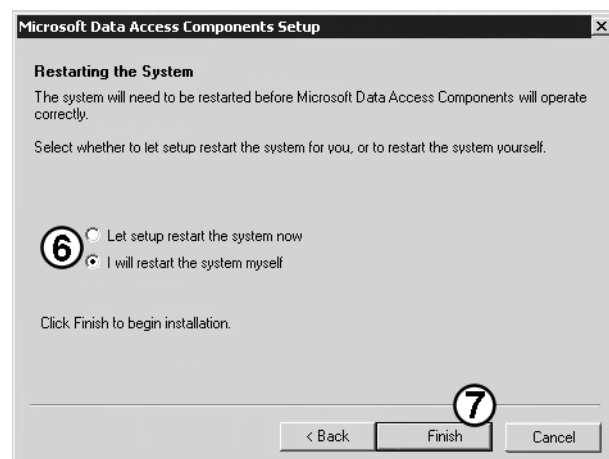 Microsoft Data Access Components Setup
Restarting the System
The system will need to be restarted before Microsoft Data Access Components will operate
correctly.
Select whether to let setup restart the system for you, or to restart the system yourself.
6
Let setup restart the system now
I will restart the system myself
Click Finish to begin installation.
7
< Back
Finish
Cancel